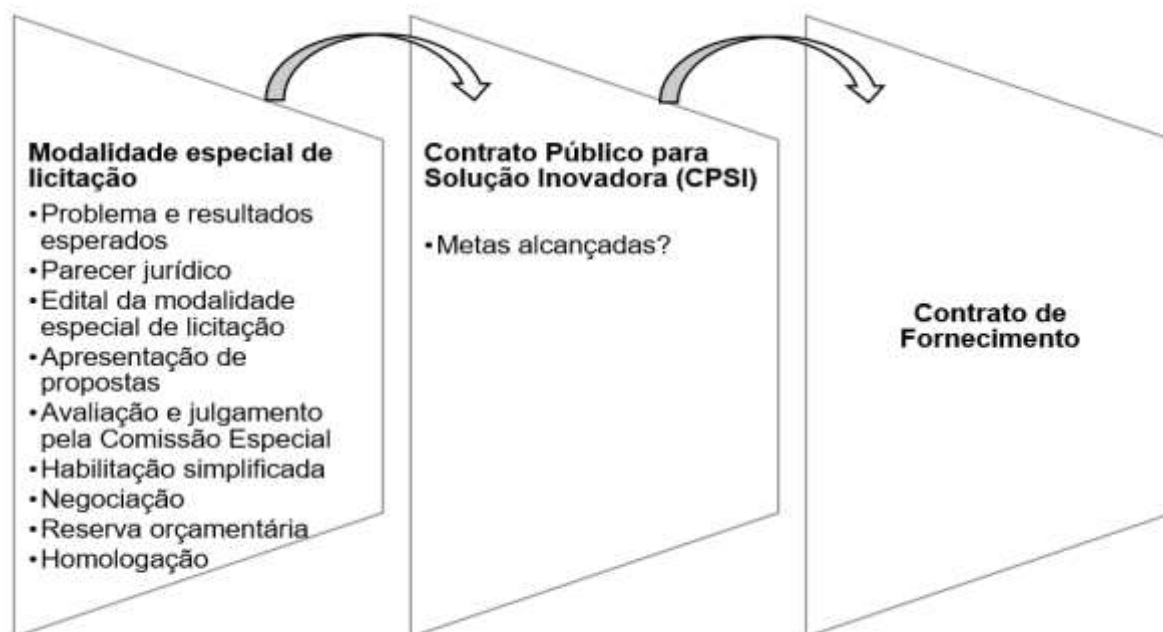 Modalidade especial de
licitação
•Problema e resultados
esperados
•Parecer jurídico
•Edital da modalidade
especial de licitação
•Apresentação de
propostas
•Avaliação e julgamento
pela Comissão Especial
•Habilitação simplificada
•Negociação
•Reserva orçamentária
•Homologação
Contrato Público para
Solução Inovadora (CPSI)
•Metas alcançadas?
Contrato de
Fornecimento